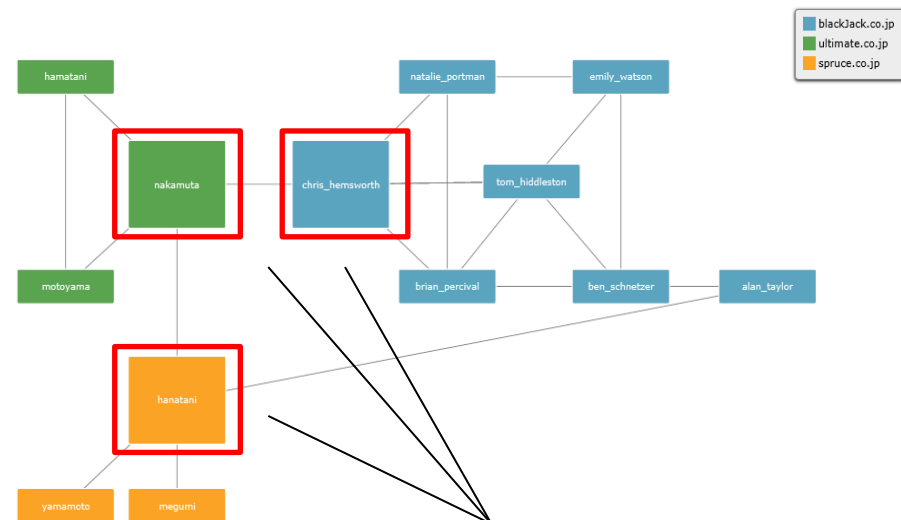 blackJack.co.jp
ultimate.co.jp
spruce.co.jp
hamatani
natalie_portman
emily_watson
nakamuta
chris_hemsworth
tom_hiddleston
motoyama
brian_percival
ben_schnetzer
alan_taylor
hanatani
yamamoto
megumi